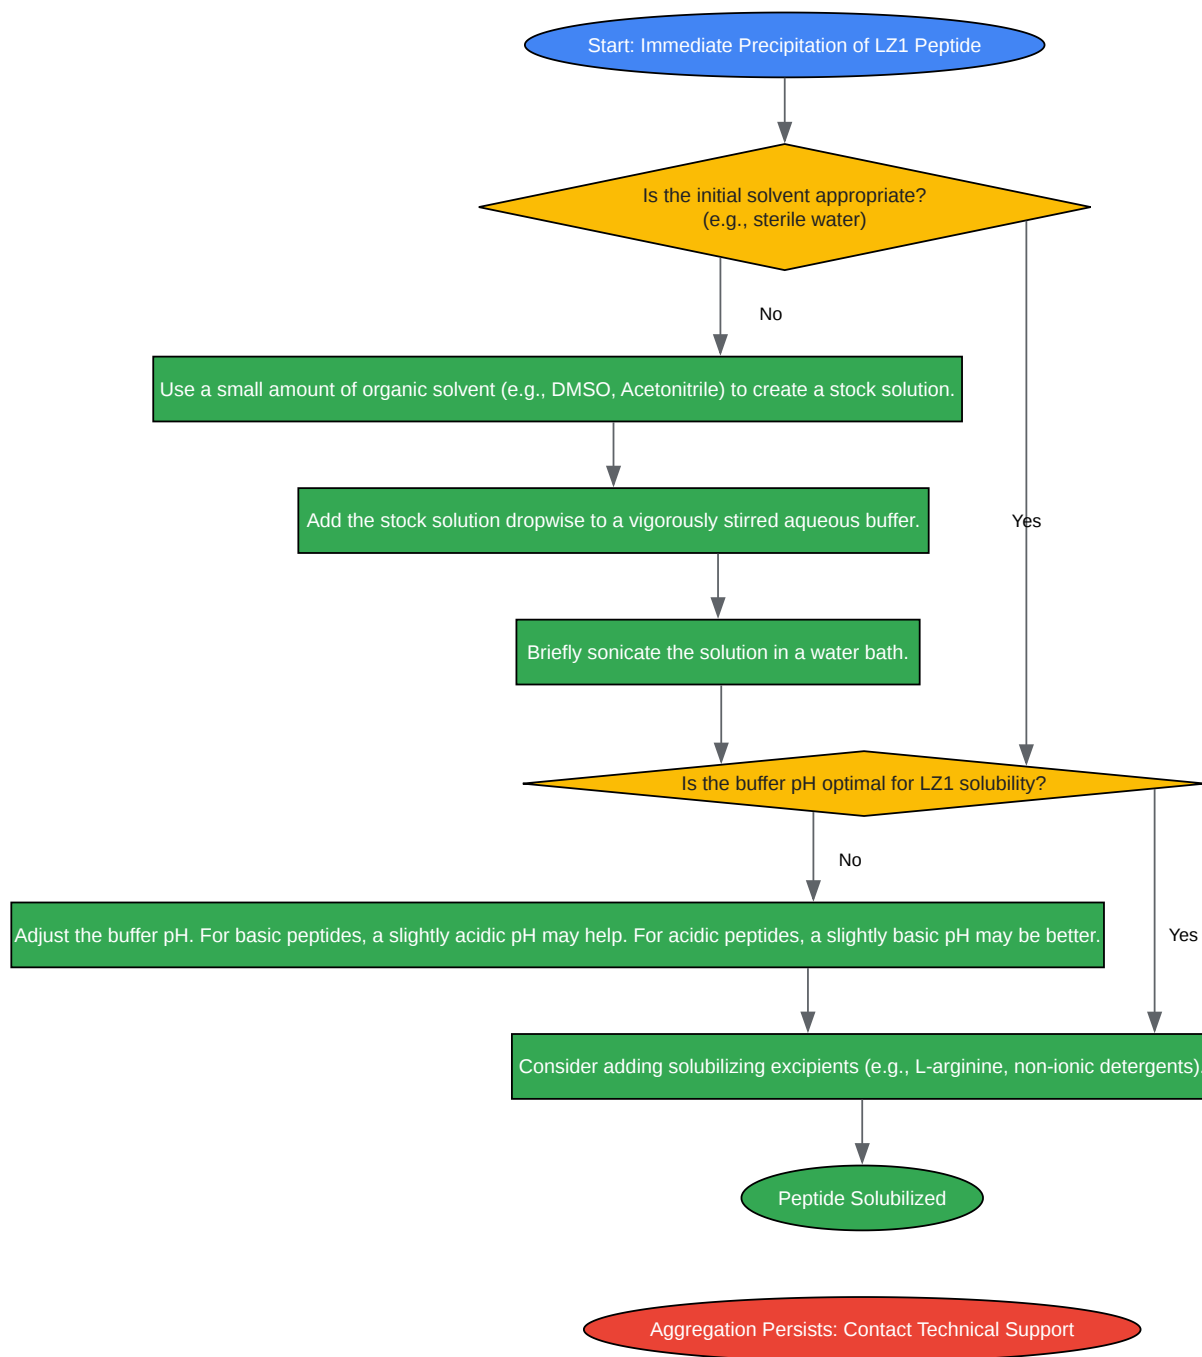 Start: Immediate Precipitation of LZ1 Peptide
Is the initial solvent appropriate?
(e.g., sterile water)
No
Use a small amount of organic solvent (e.g., DMSO, Acetonitrile) to create a stock solution.
Add the stock solution dropwise to a vigorously stirred aqueous buffer.
Yes
Briefly sonicate the solution in a water bath.
Is the buffer pH optimal for LZ1 solubility?
No
Adjust the buffer pH. For basic peptides, a slightly acidic pH may help. For acidic peptides, a slightly basic pH may be better.
Yes
Consider adding solubilizing excipients (e.g., L-arginine, non-ionic detergents).
Peptide Solubilized
Aggregation Persists: Contact Technical Support